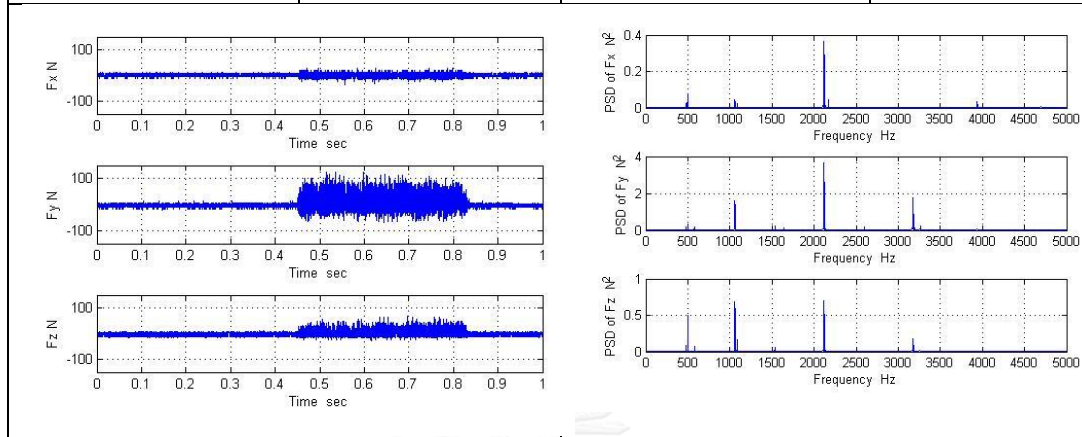 Fx N
100
-100
0 0.1 0.2 0.3 0.4 0.5 0.6 0.7 0.8 0.9 1
Time sec
Fy N
100
-100
0 0.1 0.2 0.3 0.4 0.5 0.6 0.7 0.8 0.9 1
Time sec
Fz N
100
-100
0 0.1 0.2 0.3 0.4 0.5 0.6 0.7 0.8 0.9 1
Time sec
PSD of Fx N²
0.4
0.2
0
0 500 1000 1500 2000 2500 3000 3500 4000 4500 5000
Frequency Hz
PSD of Fy N²
4
2
0
0 500 1000 1500 2000 2500 3000 3500 4000 4500 5000
Frequency Hz
PSD of Fz N²
1
0.5
0
0 500 1000 1500 2000 2500 3000 3500 4000 4500 5000
Frequency Hz